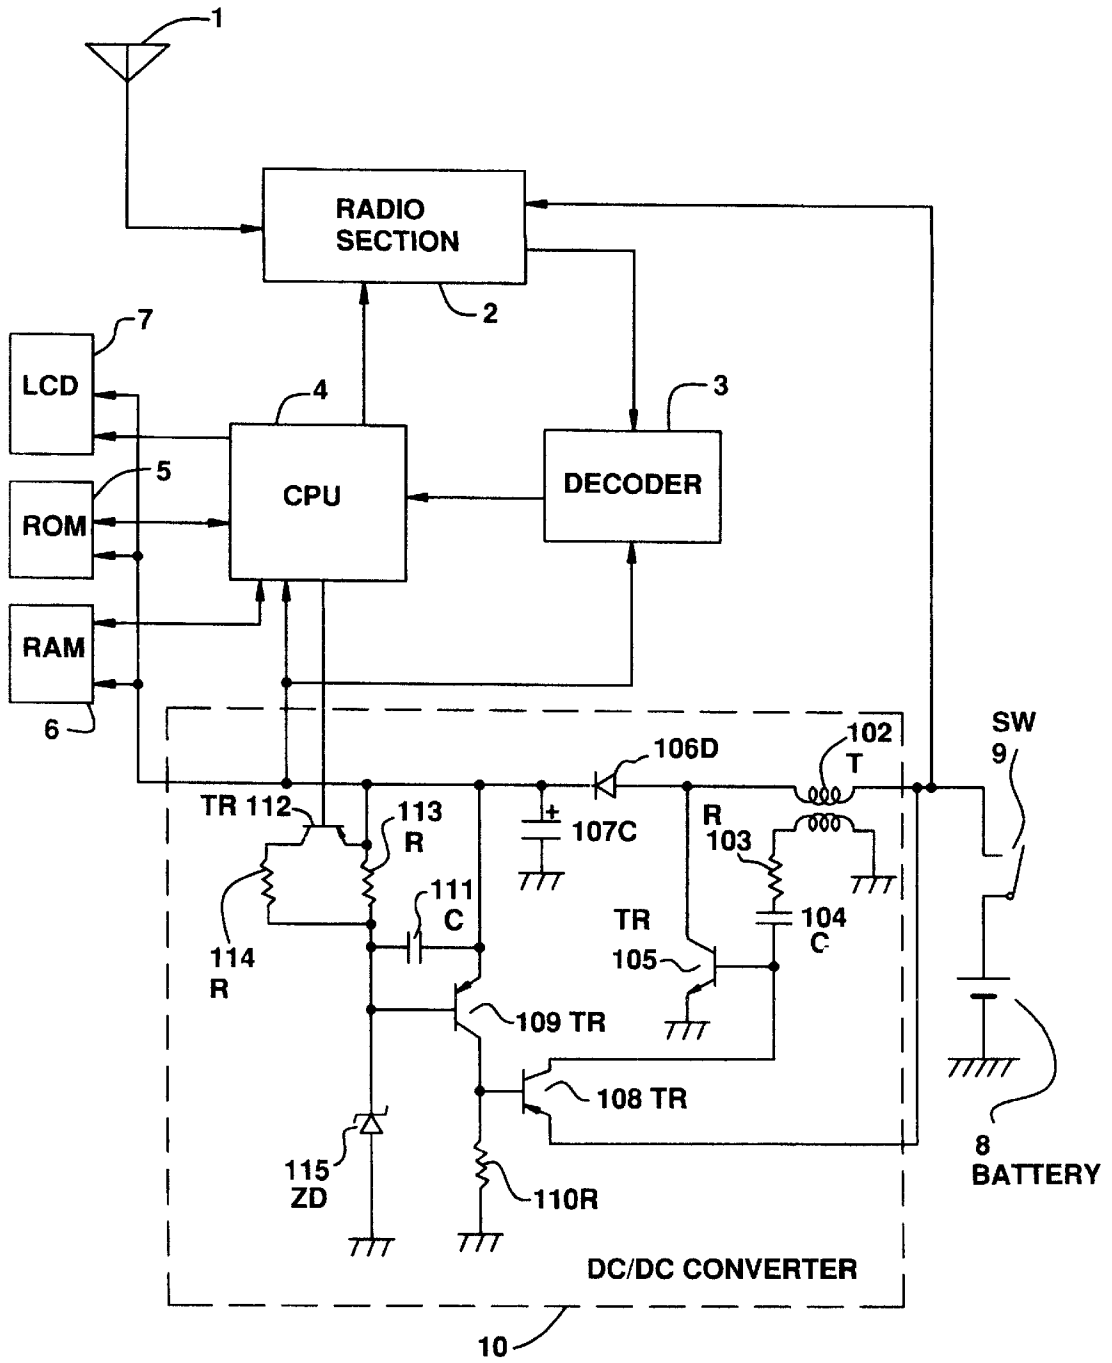 1
RADIO
SECTION
2
7
LCD
4
3
CPU
DECODER
5
ROM
RAM
6
SW
9
102
T
106D
TR 112
113
R
107C
R
103
111
C
104
C
TR
105
114
R
109 TR
108 TR
115
ZD
110R
8
BATTERY
DC/DC CONVERTER
10